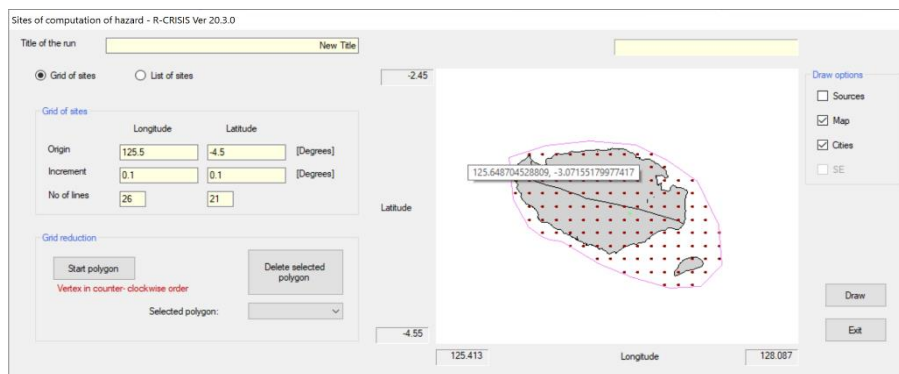 Sites of computation of hazard - R-CRISIS Ver 20.3.0
Title of the run
New Title
Grid of sites
List of sites
-2.45
Draw options
Sources
Map
Cities
SE
Grid of sites
Longitude Latitude
Origin 125.5 -4.5 [Degrees]
Increment 0.1 0.1 [Degrees]
No of lines 26 21
125.648704528809, -3.07155179977417
Latitude
Grid reduction
Start polygon
Delete selected
polygon
Vertex in counter- clockwise order
Selected polygon:
Draw
Exit
-4.55
125.413 Longitude 128.087